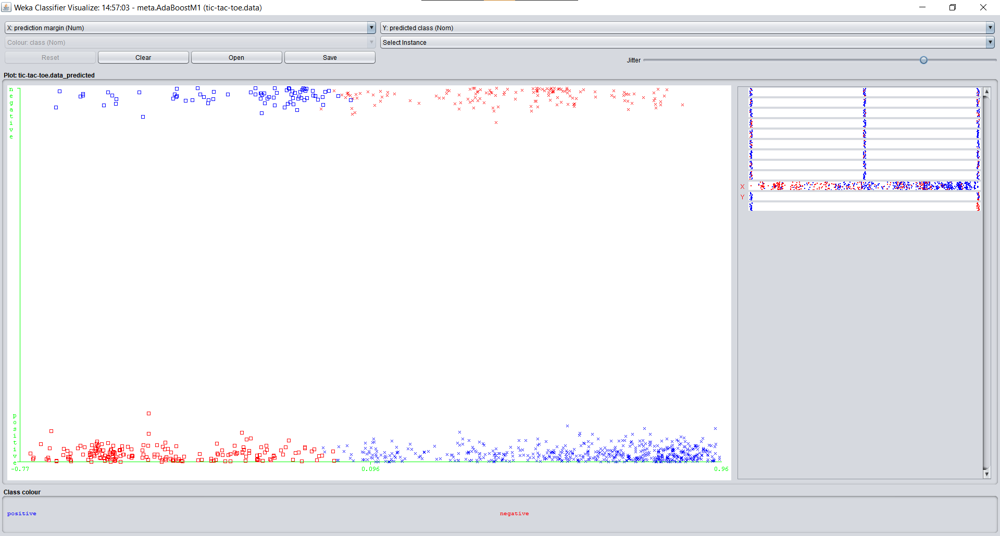 Weka Classifier Visualize: 14:57:03 - meta.AdaBoostM1 (tic-tac-toe.data)
X: prediction margin (Num)
Y: predicted class (Nom)
Colour: class (Nom)
Select Instance
Reset
Clear
Open
Save
Jitter
Plot: tic-tac-toe.data_predicted
negative
positive
-0.77
0.096
0.96
X
Y
Class colour
positive
negative